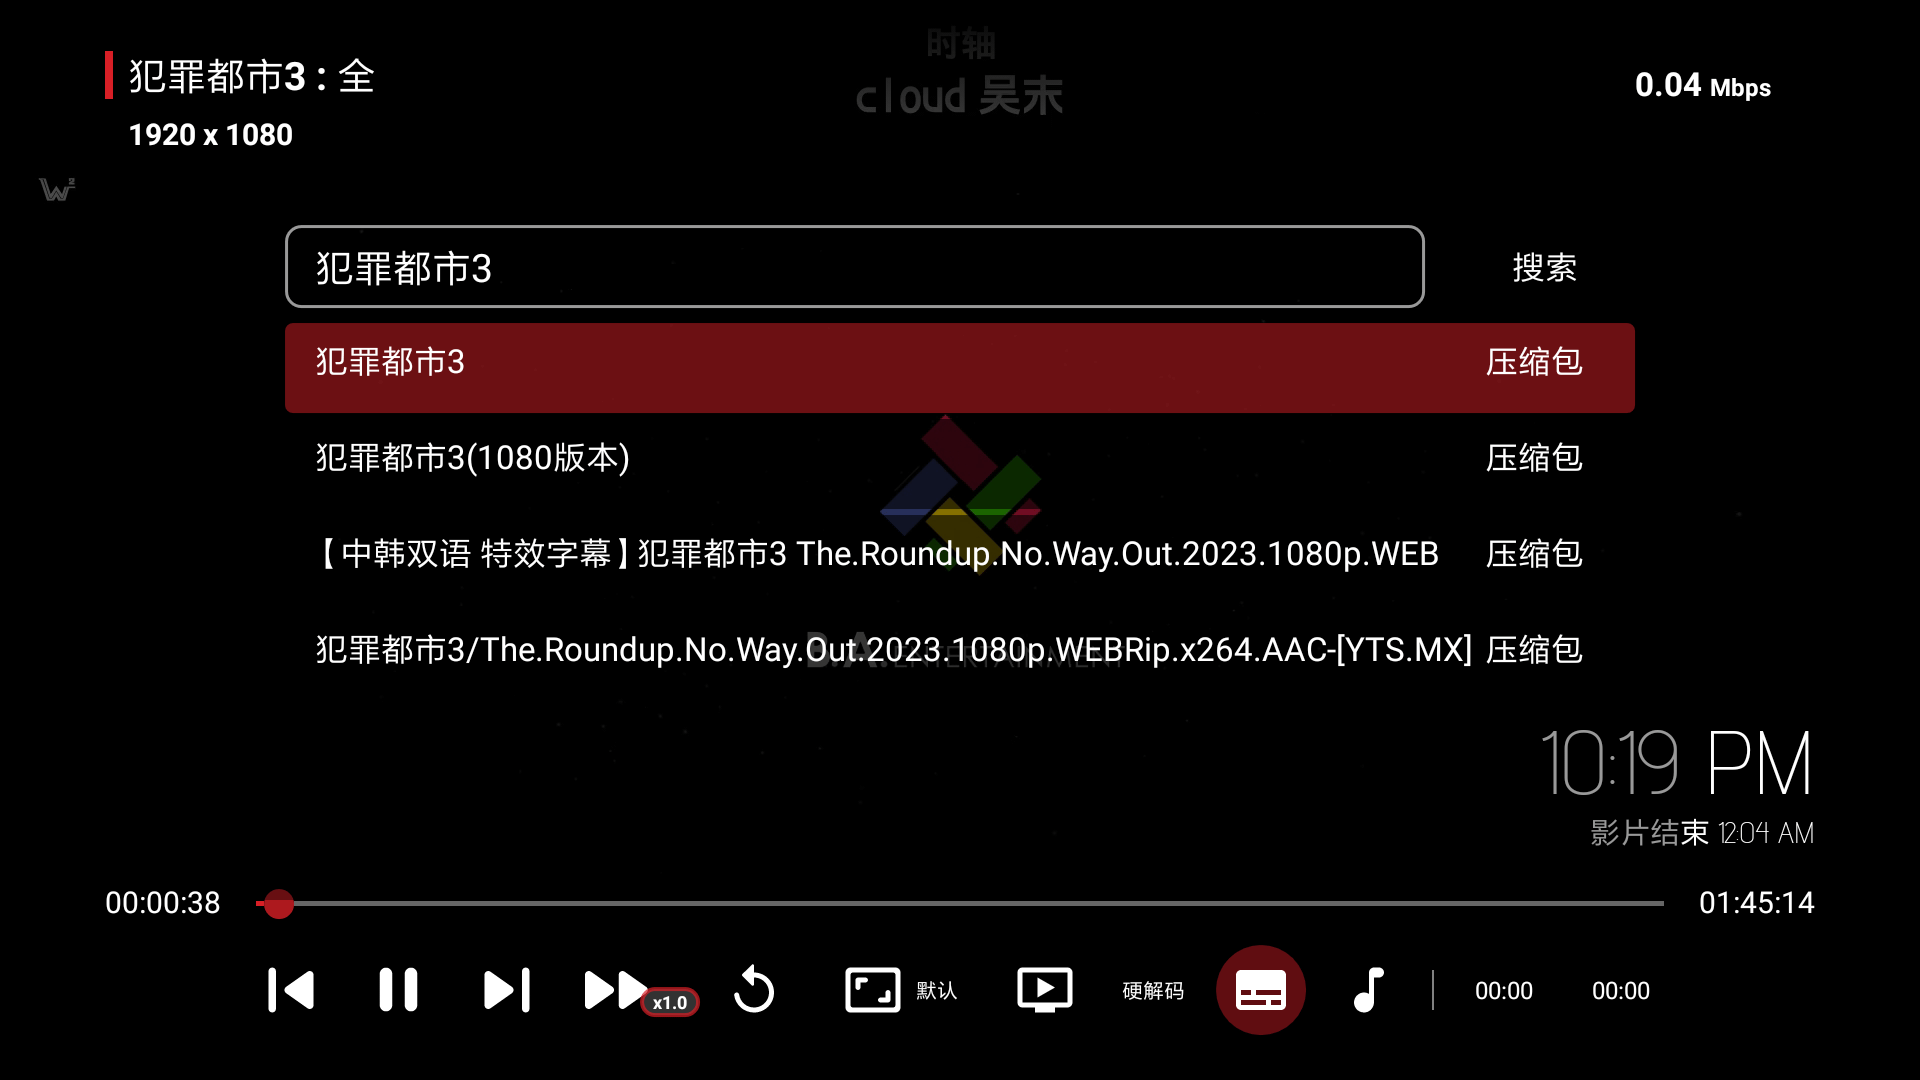 时轴
犯罪都市3 : 全
cloud 吴末
0.04 Mbps
1920 x 1080
W²
犯罪都市3
搜索
犯罪都市3 压缩包
犯罪都市3(1080版本) 压缩包
【中韩双语 特效字幕】犯罪都市3 The.Roundup.No.Way.Out.2023.1080p.WEB 压缩包
犯罪都市3/The.Roundup.No.Way.Out.2023.1080p.WEBRip.x264.AAC-[YTS.MX] 压缩包
B.A. ENTERTAINMENT
10:19 PM
影片结束 12:04 AM
00:00:38
01:45:14
x1.0
默认
硬解码
00:00
00:00